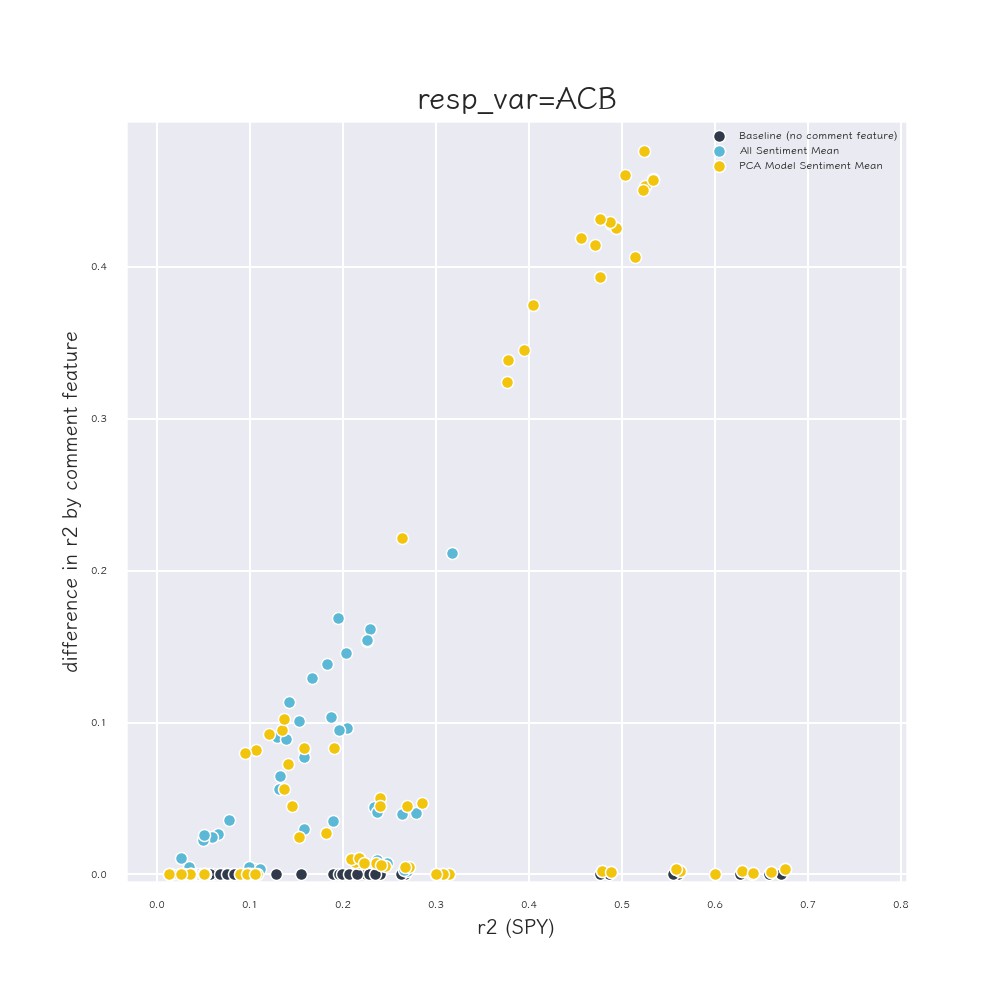 resp_var=ACB
Baseline (no comment feature)
All Sentiment Mean
PCA Model Sentiment Mean
difference in r2 by comment feature
0.4
0.3
0.2
0.1
0.0
0.0 0.1 0.2 0.3 0.4 0.5 0.6 0.7 0.8
r2 (SPY)